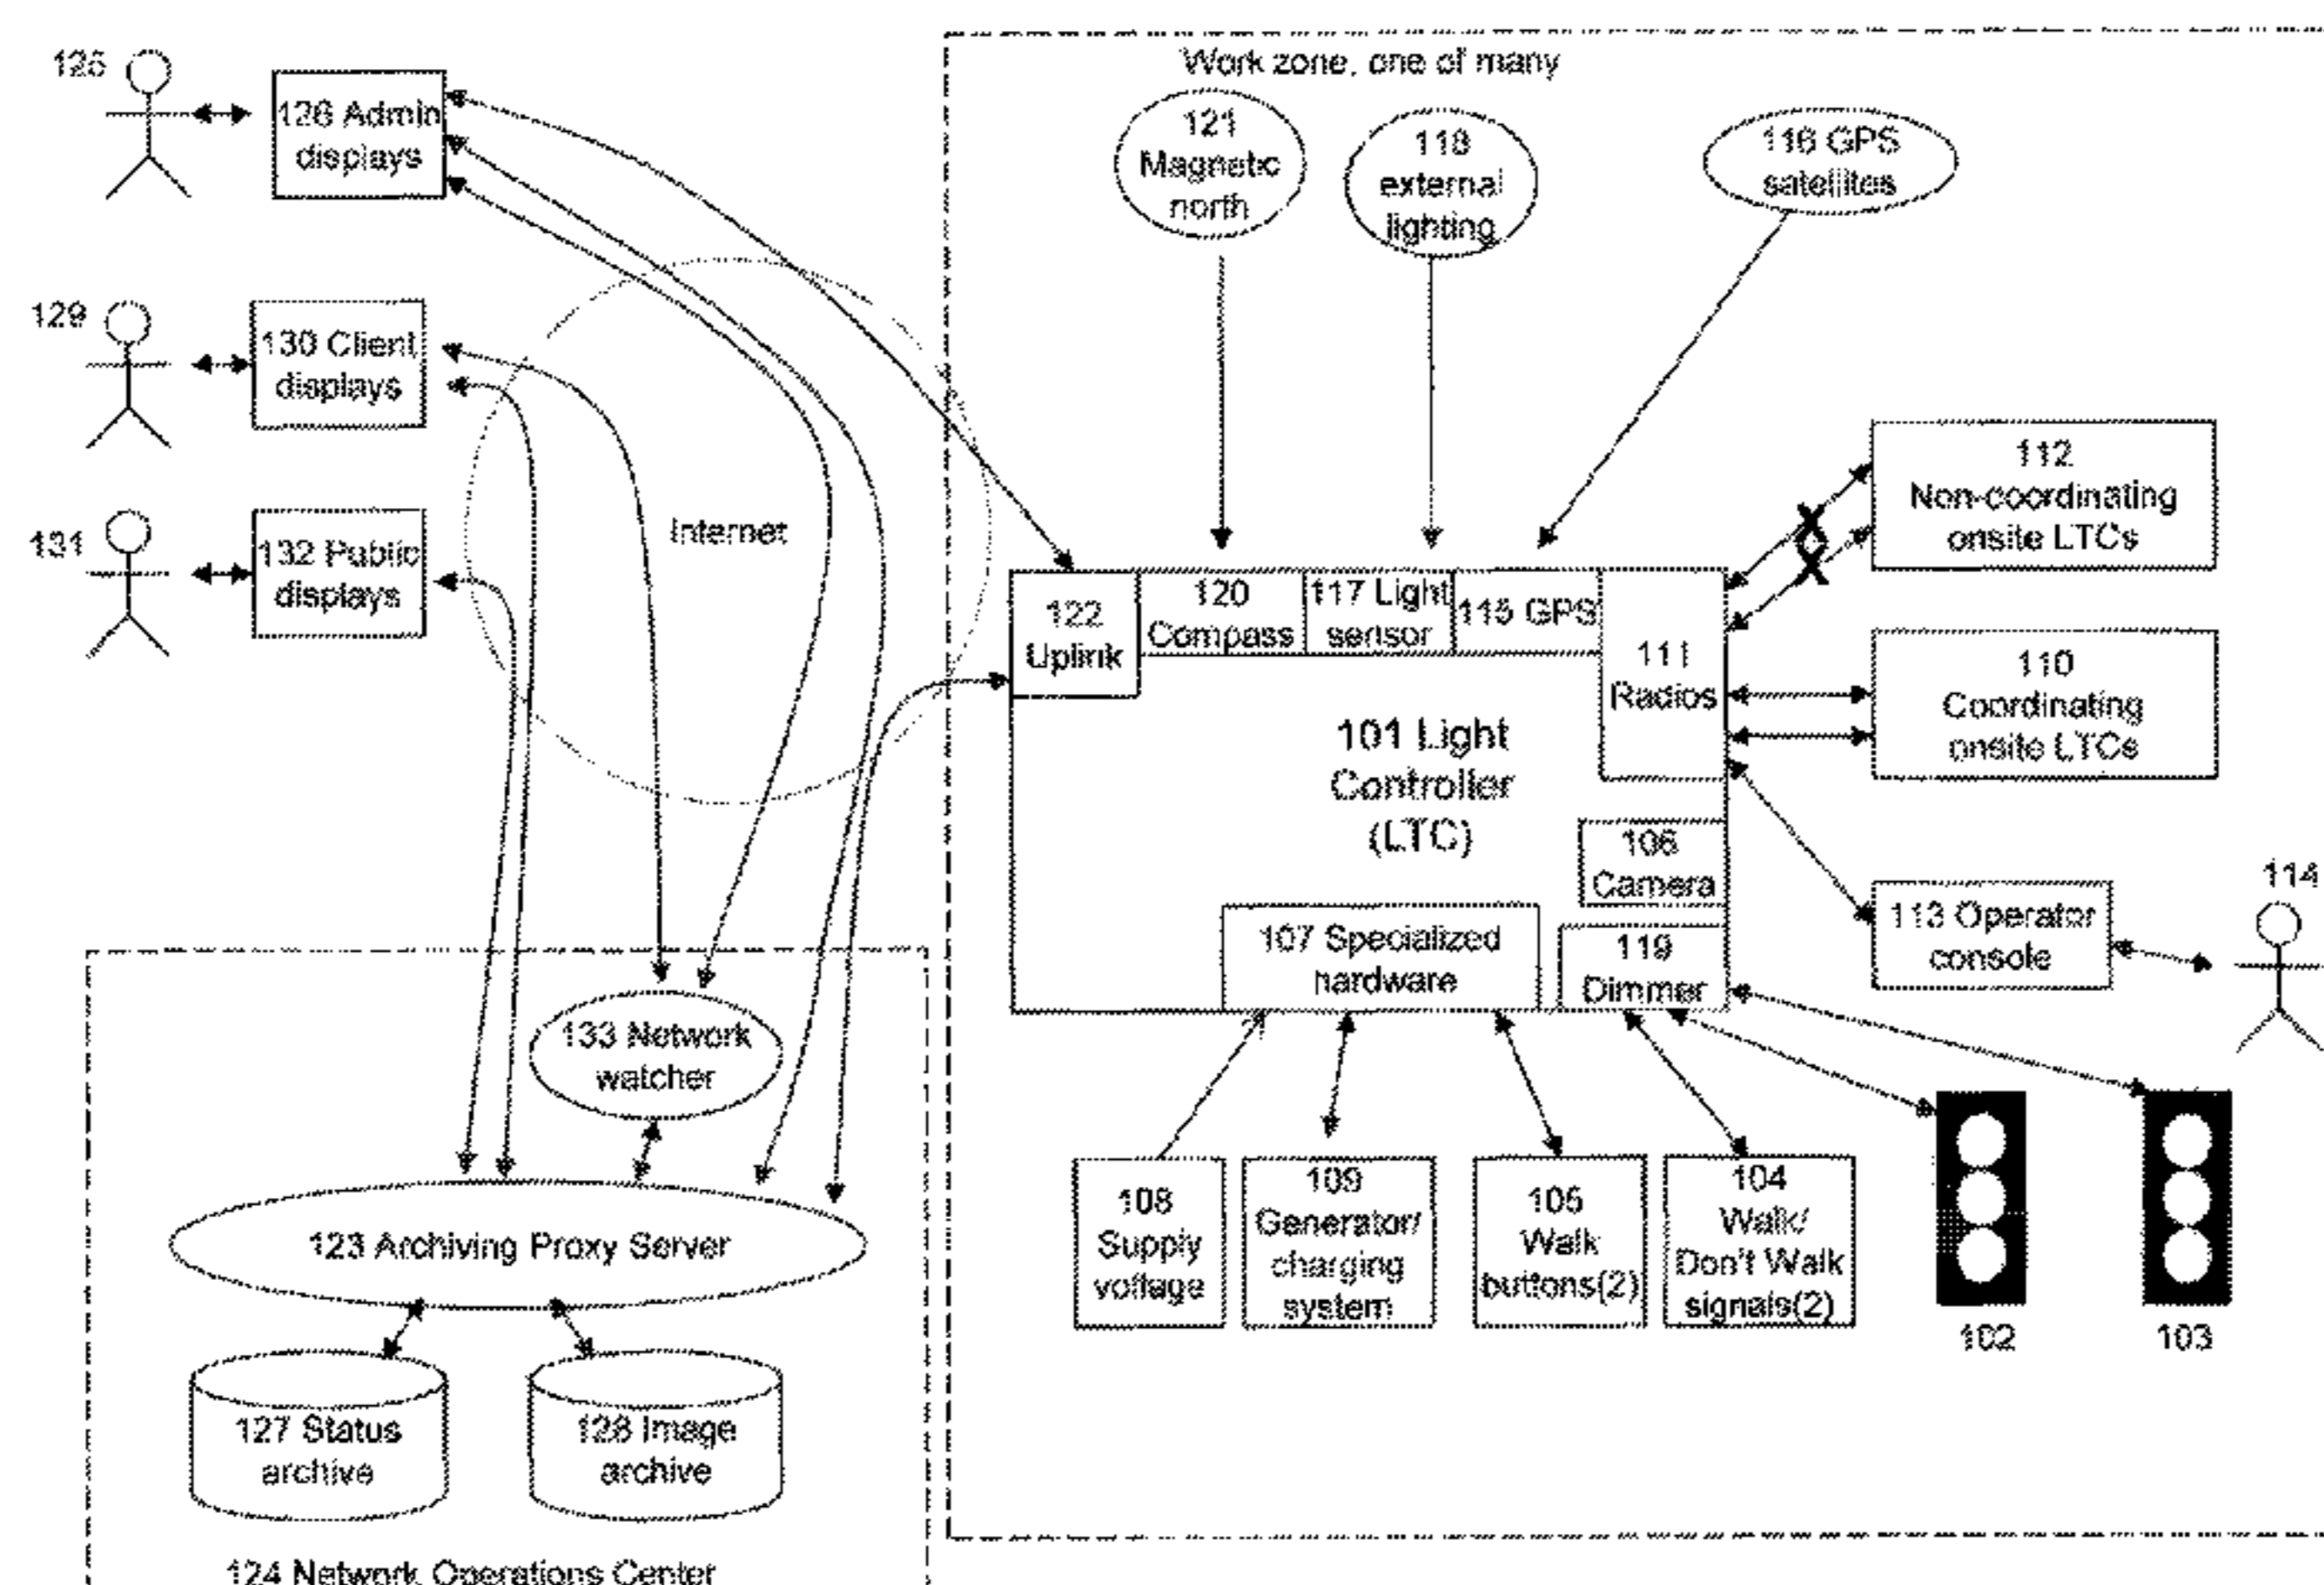 125
126 Admin
displays
129
130 Client
displays
131
132 Public
displays
Internet
Work zone, one of many
121
Magnetic
north
118
external
lighting
116 GPS
satellites
122
Uplink
120
Compass
117 Light
sensor
115 GPS
111
Radios
101 Light
Controller
(LTC)
106
Camera
107 Specialized
hardware
119
Dimmer
112
Non-coordinating
onsite LTCs
110
Coordinating
onsite LTCs
113 Operator
console
114
108
Supply
voltage
109
Generator/
charging
system
105
Walk
buttons(2)
104
Walk/
Don't Walk
signals(2)
102
103
133 Network
watcher
123 Archiving Proxy Server
127 Status
archive
128 Image
archive
124 Network Operations Center